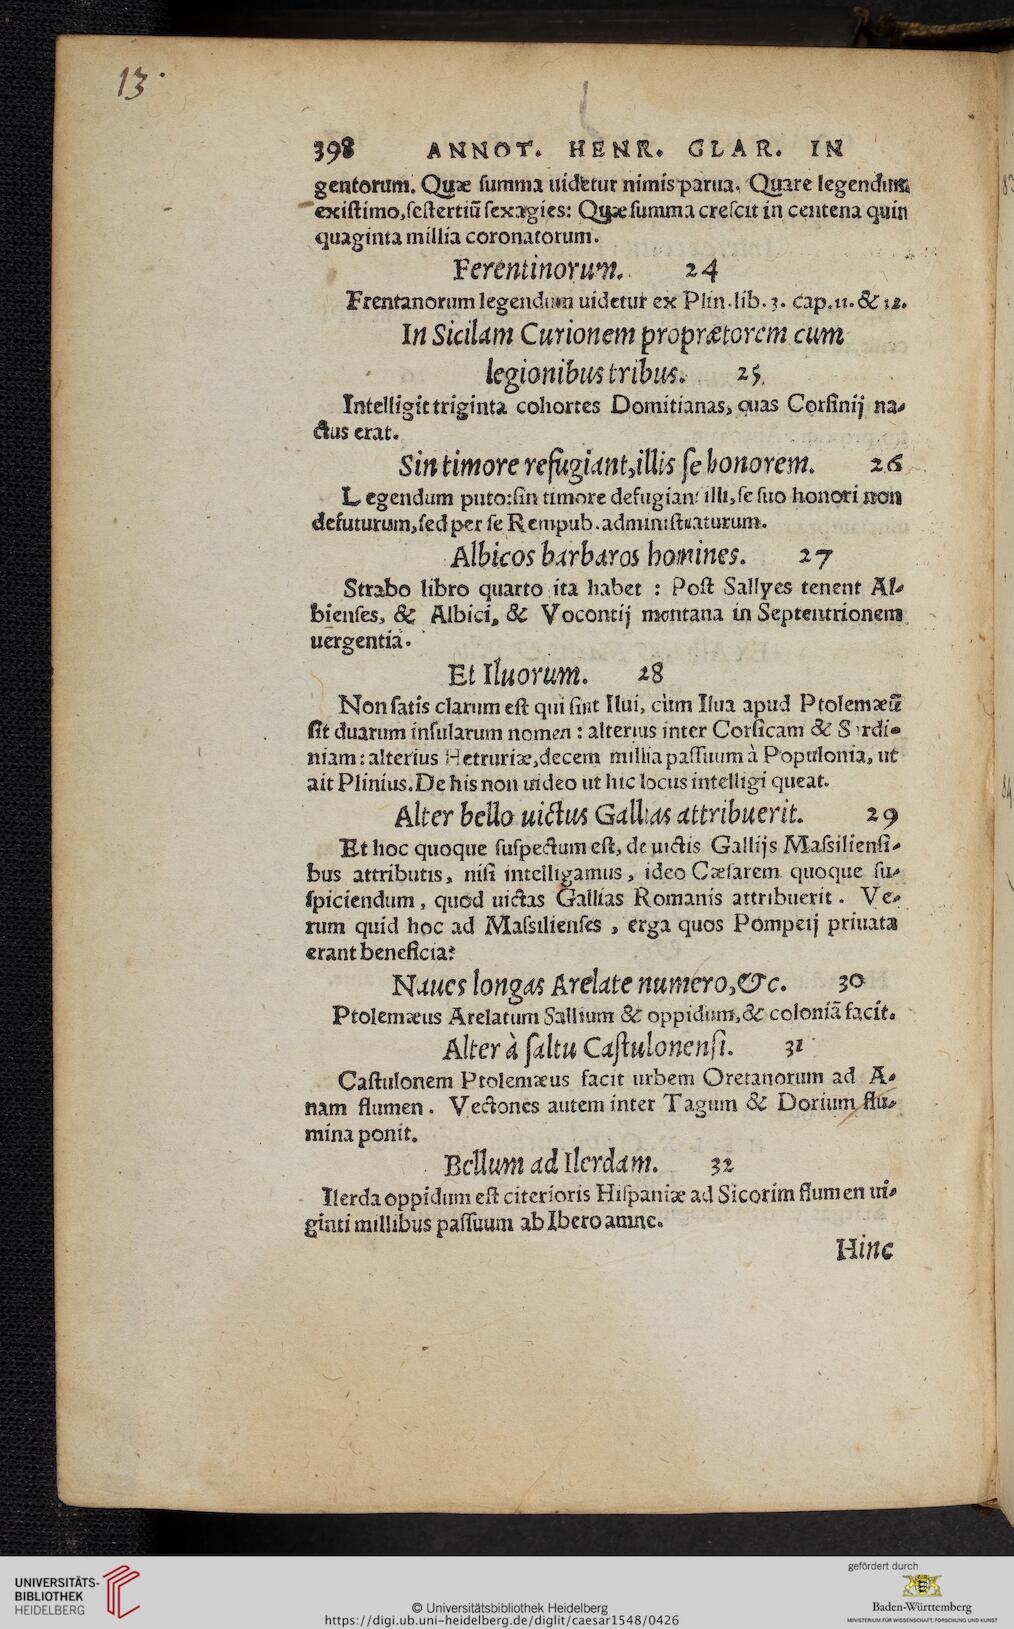 13.
398 ANNOT. HENR. GLAR. IN
gentorum. Quæ ſumma uidetur nimis parua. Quare legendum
exiſtimo, ſeſtertiũ ſexagies: Quæ ſumma creſcit in centena quin
quaginta millia coronatorum.
Ferentinorum. 24
Frentanorum legendum uidetur ex Plin. lib. 3. cap. 11. & 12.
In Sicilam Curionem proprætorem cum
legionibus tribus. 25
Intelligit triginta cohortes Domitianas, quas Corfinij na⸗
ctus erat.
Sin timore refugiant, illis ſe honorem. 26
Legendum puto: ſin timore defugiant illi, ſe ſuo honori non
defuturum, ſed per ſe Rempub. adminiſtraturum.
Albicos barbaros homines. 27
Strabo libro quarto ita habet : Poſt Sallyes tenent Al⸗
bienſes, & Albici, & Vocontij montana in Septentrionem
uergentia.
Et Iluorum. 28
Non ſatis clarum eſt qui ſint Ilui, cùm Ilua apud Ptolemæũ
ſit duarum inſularum nomen : alterius inter Corſicam & Sardi⸗
niam : alterius Hetruriæ, decem millia paſſuum à Populonia, ut
ait Plinius. De his non uideo ut hic locus intelligi queat.
Alter bello uictus Gallias attribuerit. 29
Et hoc quoque ſuſpectum eſt, de uictis Gallijs Maſsilienſi⸗
bus attributis, niſi intelligamus, ideo Cæſarem quoque ſu⸗
ſpiciendum, quod uictas Gallias Romanis attribuerit. Ve⸗
rum quid hoc ad Maſsilienſes, erga quos Pompeij priuata
erant beneficia?
Naues longas Arelate numero, &c. 30
Ptolemæus Arelatum Sallium & oppidum, & coloniã facit.
Alter à ſaltu Caſtulonenſi. 31
Caſtulonem Ptolemæus facit urbem Oretanorum ad A⸗
nam flumen. Vectones autem inter Tagum & Dorium flu⸗
mina ponit.
Bellum ad Ilerdam. 32
Ilerda oppidum eſt citerioris Hiſpaniæ ad Sicorim flumen ui⸗
ginti millibus paſſuum ab Ibero amne.
Hinc
UNIVERSITÄTS-
BIBLIOTHEK
HEIDELBERG
© Universitätsbibliothek Heidelberg
https://digi.ub.uni-heidelberg.de/diglit/caesar1548/0426
gefördert durch
Baden-Württemberg
MINISTERIUM FÜR WISSENSCHAFT, FORSCHUNG UND KUNST